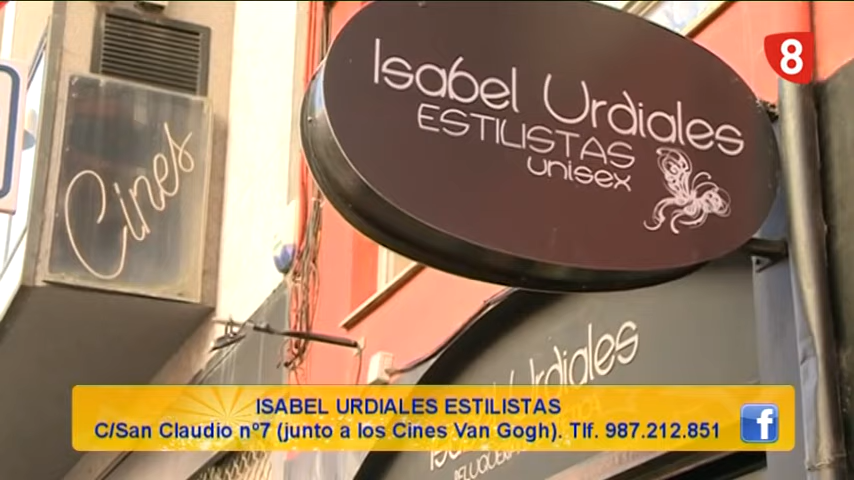 8
Cines
Isabel Urdiales
ESTILISTAS
unisex
Urdiales
ISABEL URDIALES ESTILISTAS
C/San Claudio nº7 (junto a los Cines Van Gogh). Tlf. 987.212.851
f